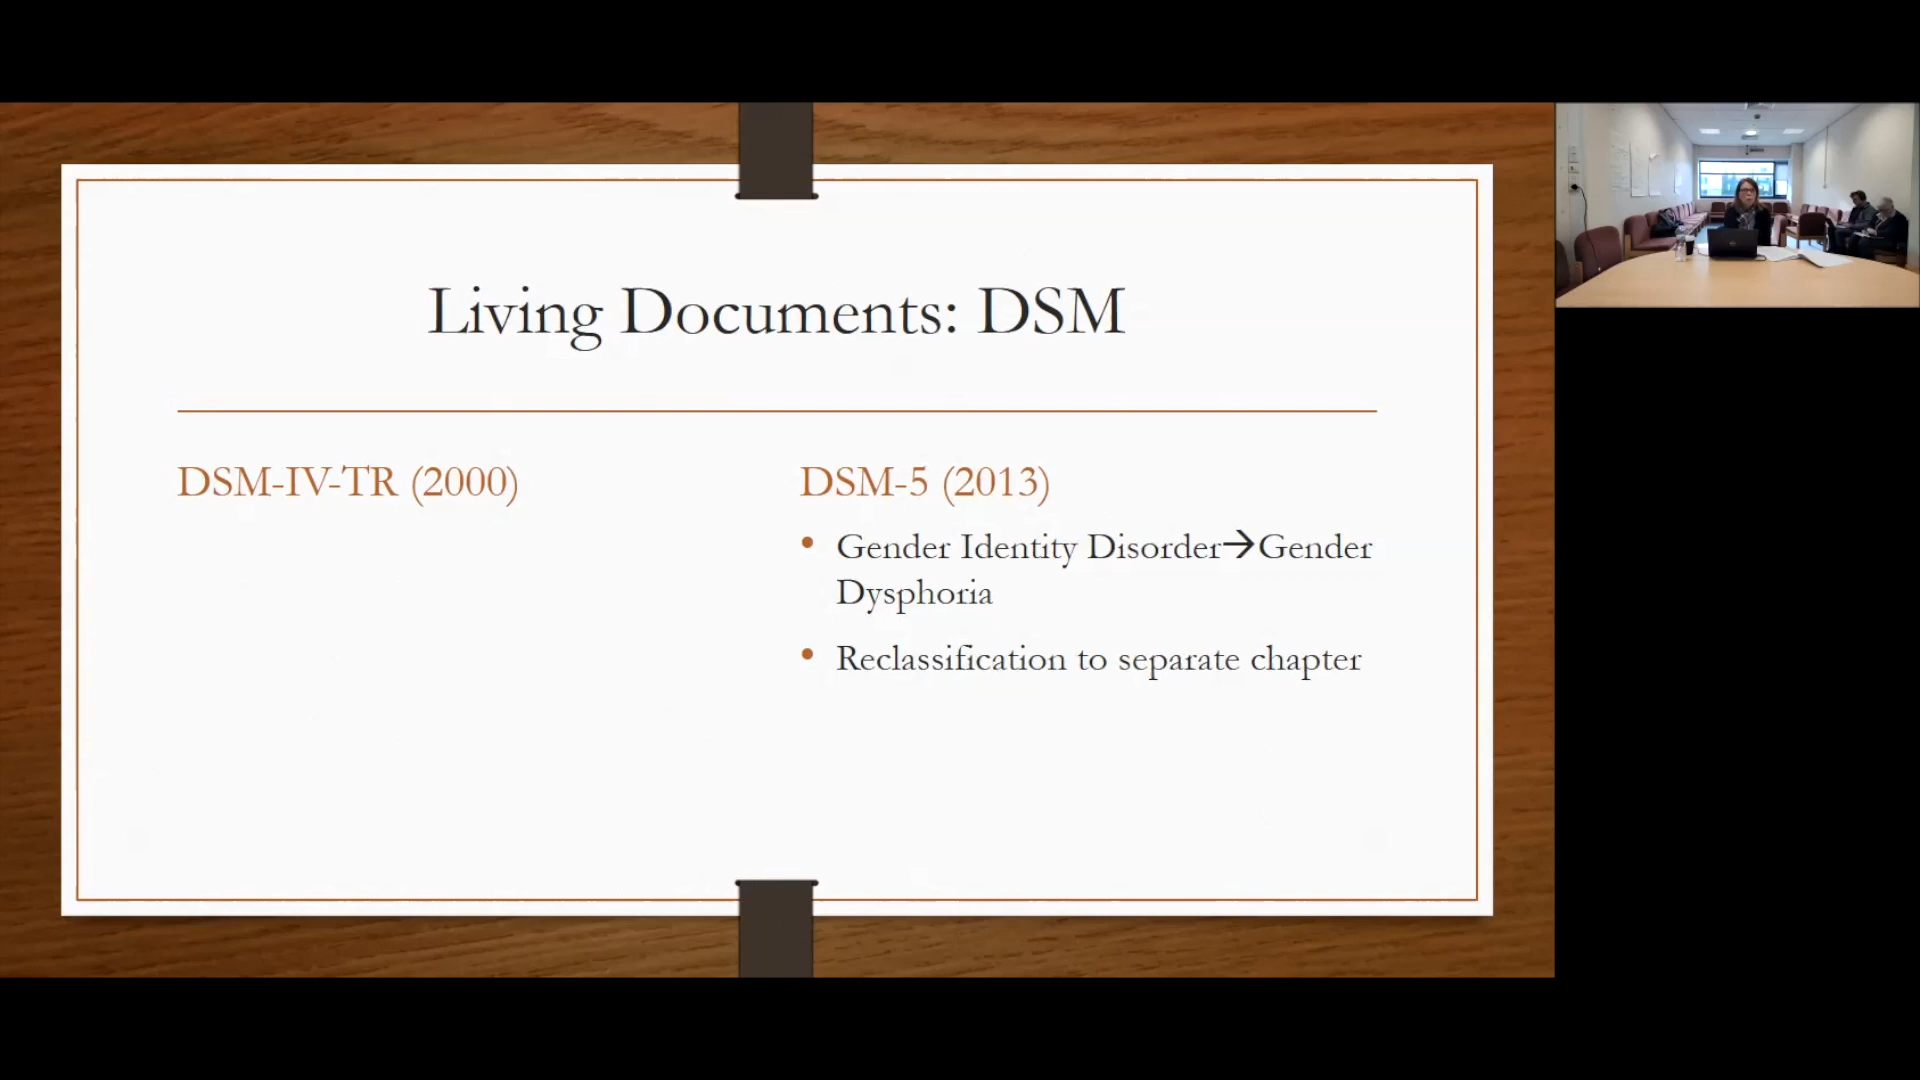 Living Documents: DSM
DSM-IV-TR (2000)
DSM-5 (2013)
• Gender Identity Disorder→Gender
Dysphoria
• Reclassification to separate chapter